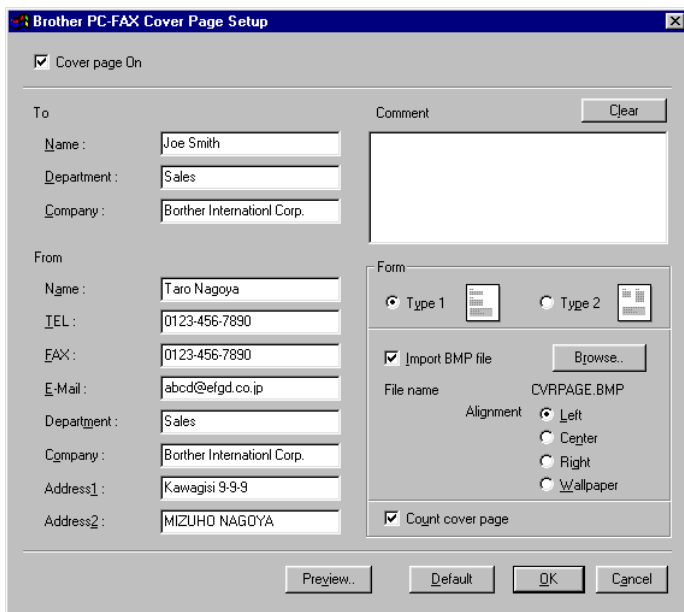 Brother PC-FAX Cover Page Setup
Cover page On
To
Name : Joe Smith
Department : Sales
Company : Borther Internationl Corp.
From
Name : Taro Nagoya
TEL : 0123-456-7890
FAX : 0123-456-7890
E-Mail : abcd@efgd.co.jp
Department : Sales
Company : Borther Internationl Corp.
Address1 : Kawagisi 9-9-9
Address2 : MIZUHO NAGOYA
Comment Clear
Form
Type 1 Type 2
Import BMP file Browse..
File name CVRPAGE.BMP
Alignment Left
Center
Right
Wallpaper
Count cover page
Preview.. Default OK Cancel